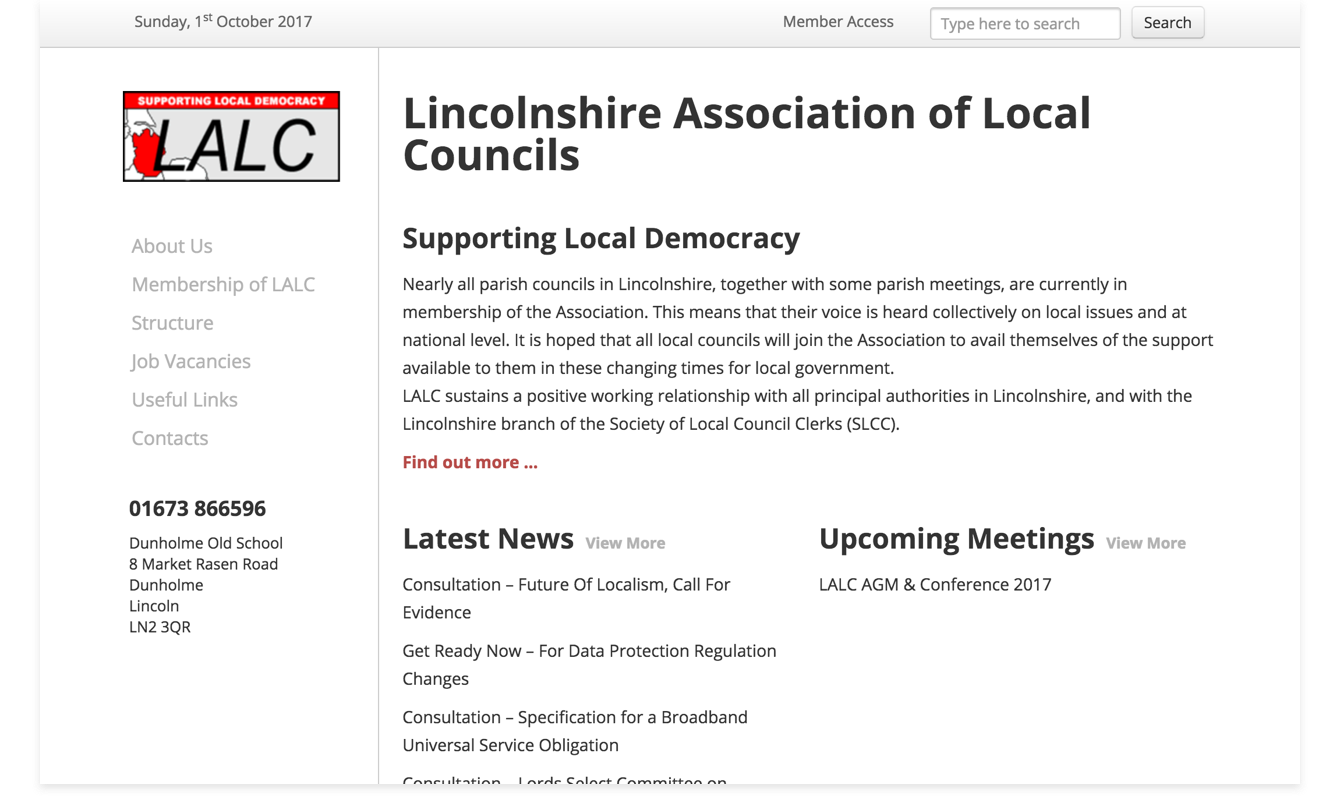 Sunday, 1st October 2017
Member Access
Type here to search
Search
SUPPORTING LOCAL DEMOCRACY
LALC
About Us
Membership of LALC
Structure
Job Vacancies
Useful Links
Contacts
01673 866596
Dunholme Old School
8 Market Rasen Road
Dunholme
Lincoln
LN2 3QR
Lincolnshire Association of Local
Councils
Supporting Local Democracy
Nearly all parish councils in Lincolnshire, together with some parish meetings, are currently in
membership of the Association. This means that their voice is heard collectively on local issues and at
national level. It is hoped that all local councils will join the Association to avail themselves of the support
available to them in these changing times for local government.
LALC sustains a positive working relationship with all principal authorities in Lincolnshire, and with the
Lincolnshire branch of the Society of Local Council Clerks (SLCC).
Find out more ...
Latest News View More
Consultation – Future Of Localism, Call For
Evidence
Get Ready Now – For Data Protection Regulation
Changes
Consultation – Specification for a Broadband
Universal Service Obligation
Consultation – Lords Select Committee on
Upcoming Meetings View More
LALC AGM & Conference 2017